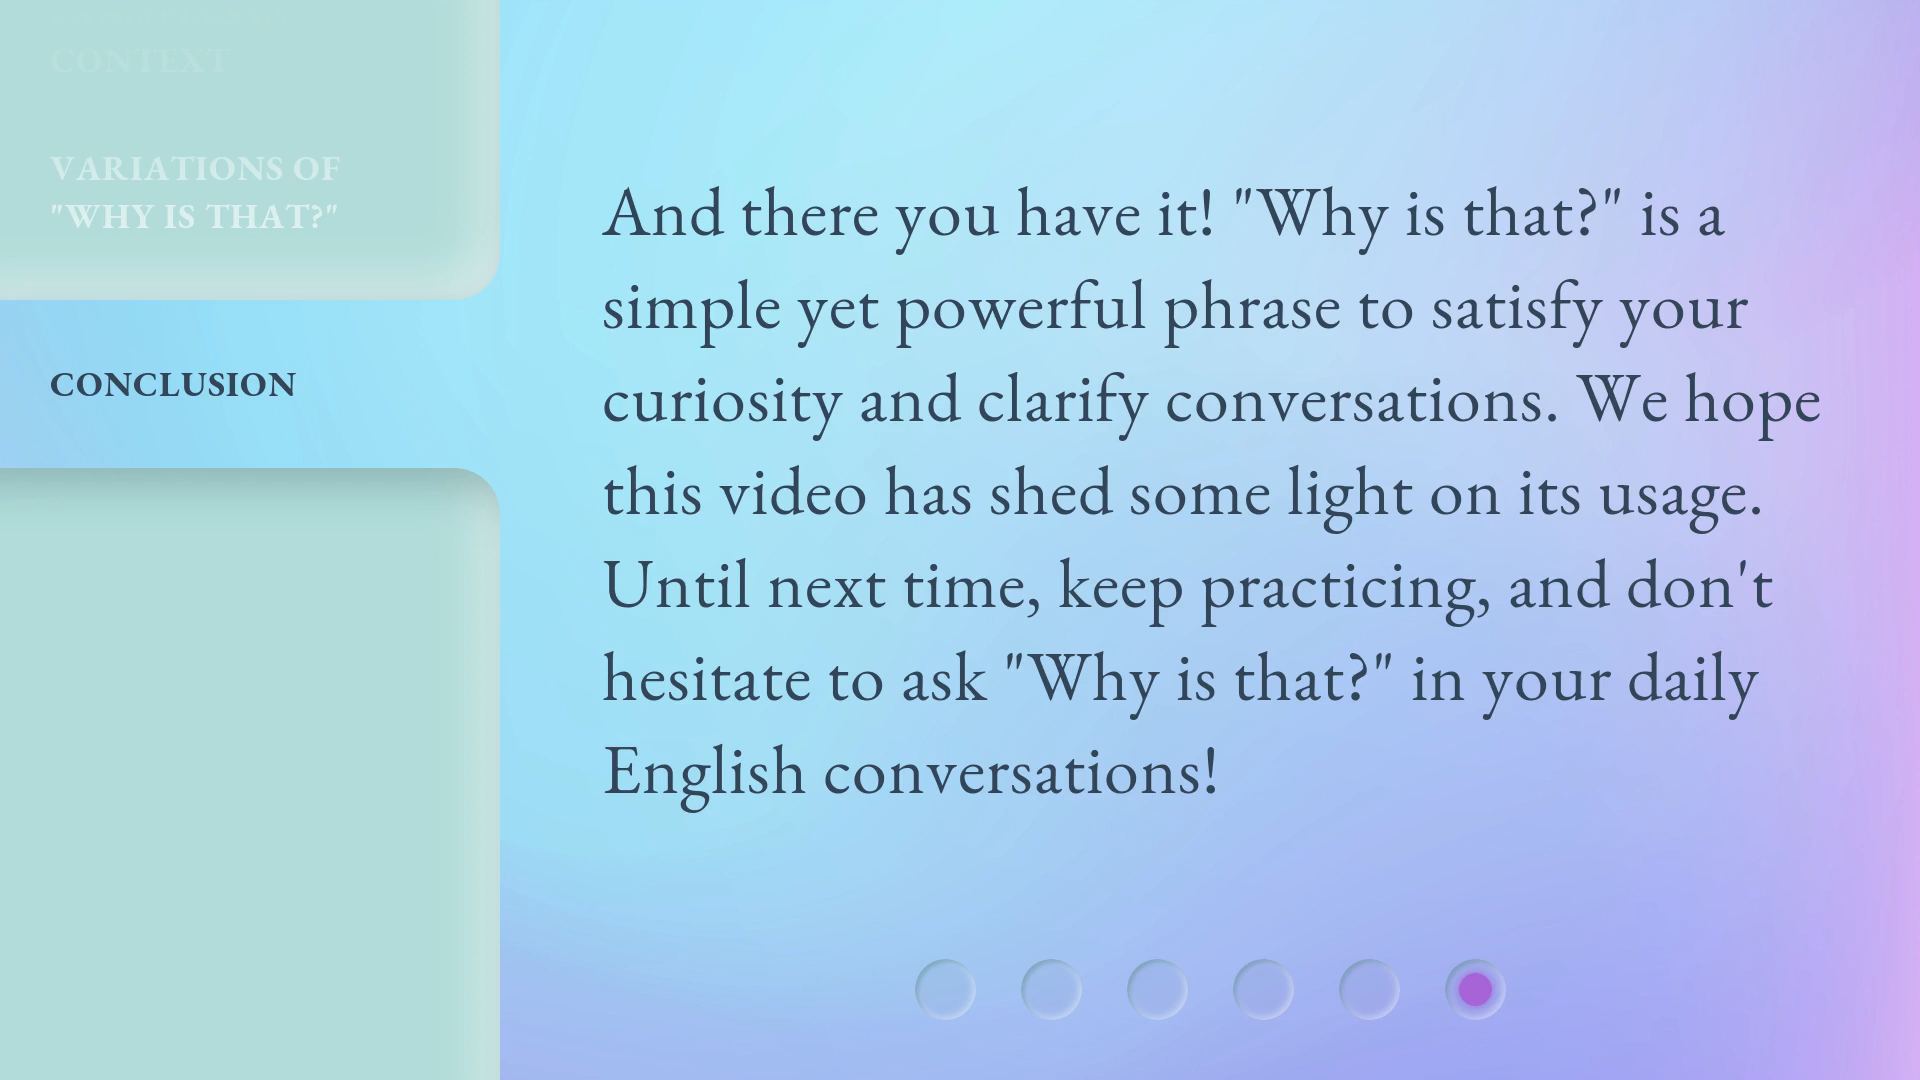 CONTEXT
VARIATIONS OF
"WHY IS THAT?"
CONCLUSION
And there you have it! "Why is that?" is a
simple yet powerful phrase to satisfy your
curiosity and clarify conversations. We hope
this video has shed some light on its usage.
Until next time, keep practicing, and don't
hesitate to ask "Why is that?" in your daily
English conversations!